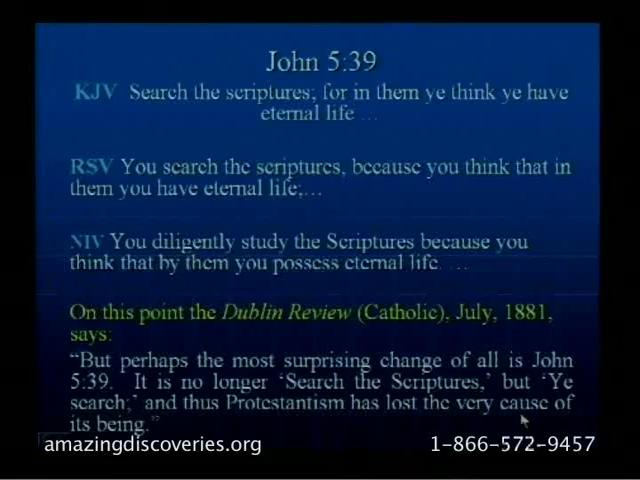 John 5:39
KJV Search the scriptures; for in them ye think ye have
eternal life ...
RSV You search the scriptures, because you think that in
them you have eternal life;...
NIV You diligently study the Scriptures because you
think that by them you possess eternal life. ...
On this point the Dublin Review (Catholic), July, 1881,
says:
“But perhaps the most surprising change of all is John
5:39. It is no longer ‘Search the Scriptures,’ but ‘Ye
search;’ and thus Protestantism has lost the very cause of
its being.”
amazingdiscoveries.org 1-866-572-9457